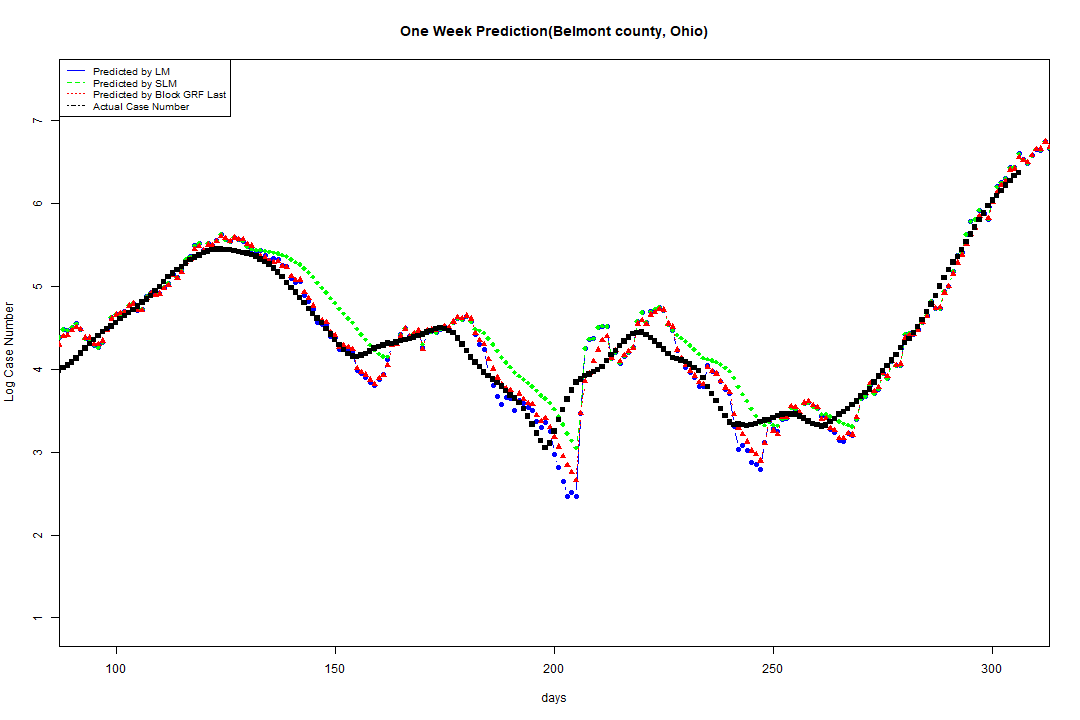 One Week Prediction(Belmont county, Ohio)
Predicted by LM
Predicted by SLM
Predicted by Block GRF Last
Actual Case Number
Log Case Number
7
6
5
4
3
2
1
100 150 200 250 300
days